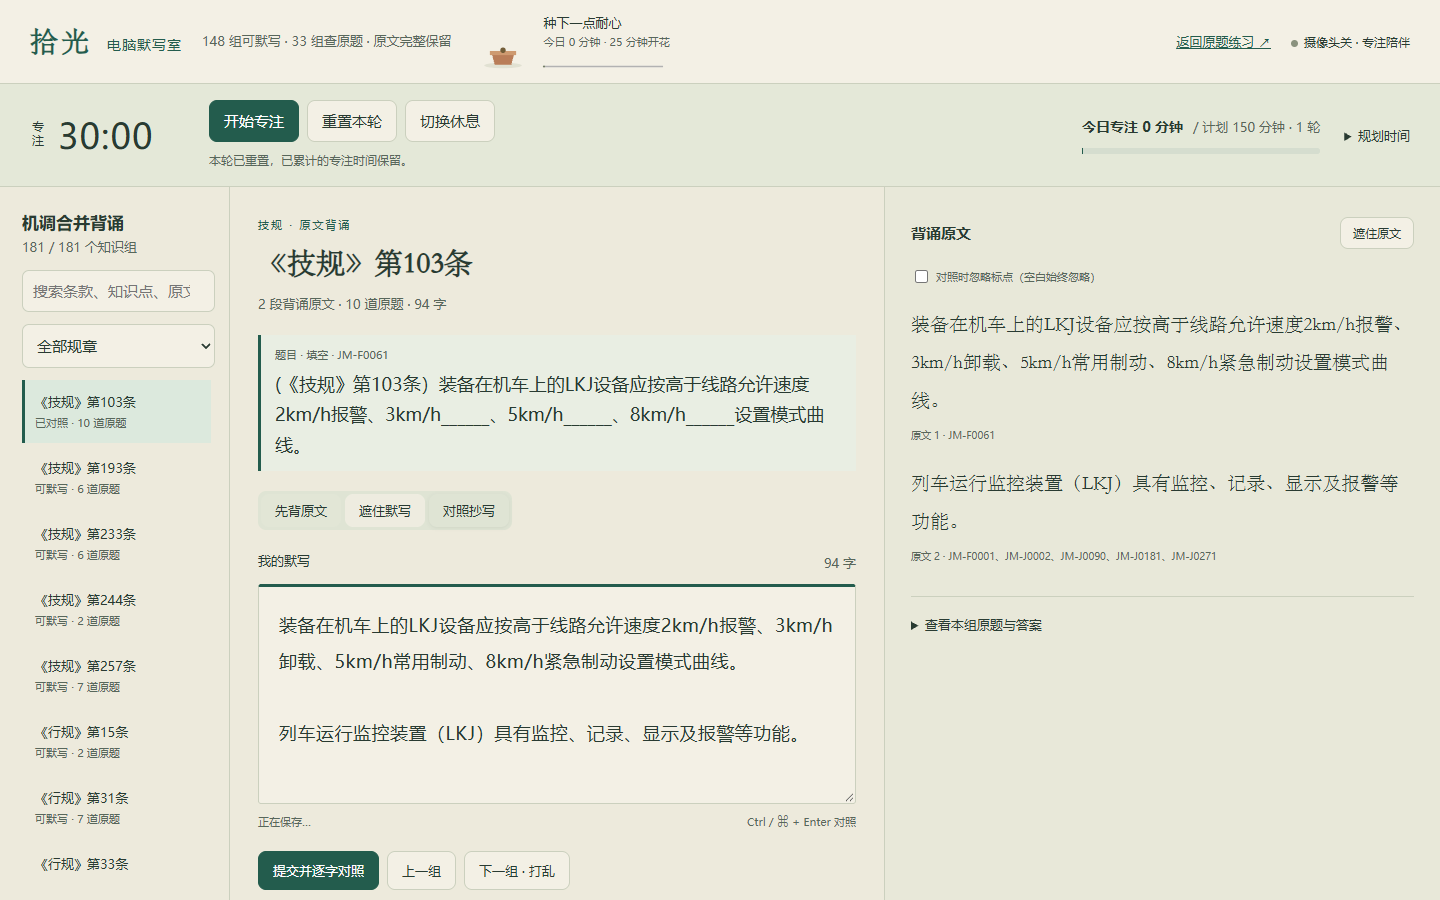 拾光
电脑默写室
148 组可默写 · 33 组查原题 · 原文完整保留
种下一点耐心
今日 0 分钟 · 25 分钟开花
返回原题练习 ↗
摄像头关 · 专注陪伴
专注
30:00
开始专注
重置本轮
切换休息
本轮已重置，已累计的专注时间保留。
今日专注 0 分钟 / 计划 150 分钟 · 1 轮
▶ 规划时间
机调合并背诵
181 / 181 个知识组
搜索条款、知识点、原文
全部规章
《技规》第103条
已对照 · 10 道原题
《技规》第193条
可默写 · 6 道原题
《技规》第233条
可默写 · 6 道原题
《技规》第244条
可默写 · 2 道原题
《技规》第257条
可默写 · 7 道原题
《行规》第15条
可默写 · 2 道原题
《行规》第31条
可默写 · 7 道原题
《行规》第33条
技规 · 原文背诵
《技规》第103条
2 段背诵原文 · 10 道原题 · 94 字
题目 · 填空 · JM-F0061
(《技规》第103条）装备在机车上的LKJ设备应按高于线路允许速度
2km/h报警、3km/h______、5km/h______、8km/h______设置模式曲
线。
先背原文
遮住默写
对照抄写
我的默写
94 字
装备在机车上的LKJ设备应按高于线路允许速度2km/h报警、3km/h
卸载、5km/h常用制动、8km/h紧急制动设置模式曲线。
列车运行监控装置（LKJ）具有监控、记录、显示及报警等功能。
正在保存...
Ctrl / ⌘ + Enter 对照
提交并逐字对照
上一组
下一组 · 打乱
背诵原文
遮住原文
对照时忽略标点（空白始终忽略）
装备在机车上的LKJ设备应按高于线路允许速度2km/h报警、
3km/h卸载、5km/h常用制动、8km/h紧急制动设置模式曲
线。
原文 1 · JM-F0061
列车运行监控装置（LKJ）具有监控、记录、显示及报警等
功能。
原文 2 · JM-F0001、JM-J0002、JM-J0090、JM-J0181、JM-J0271
▶ 查看本组原题与答案